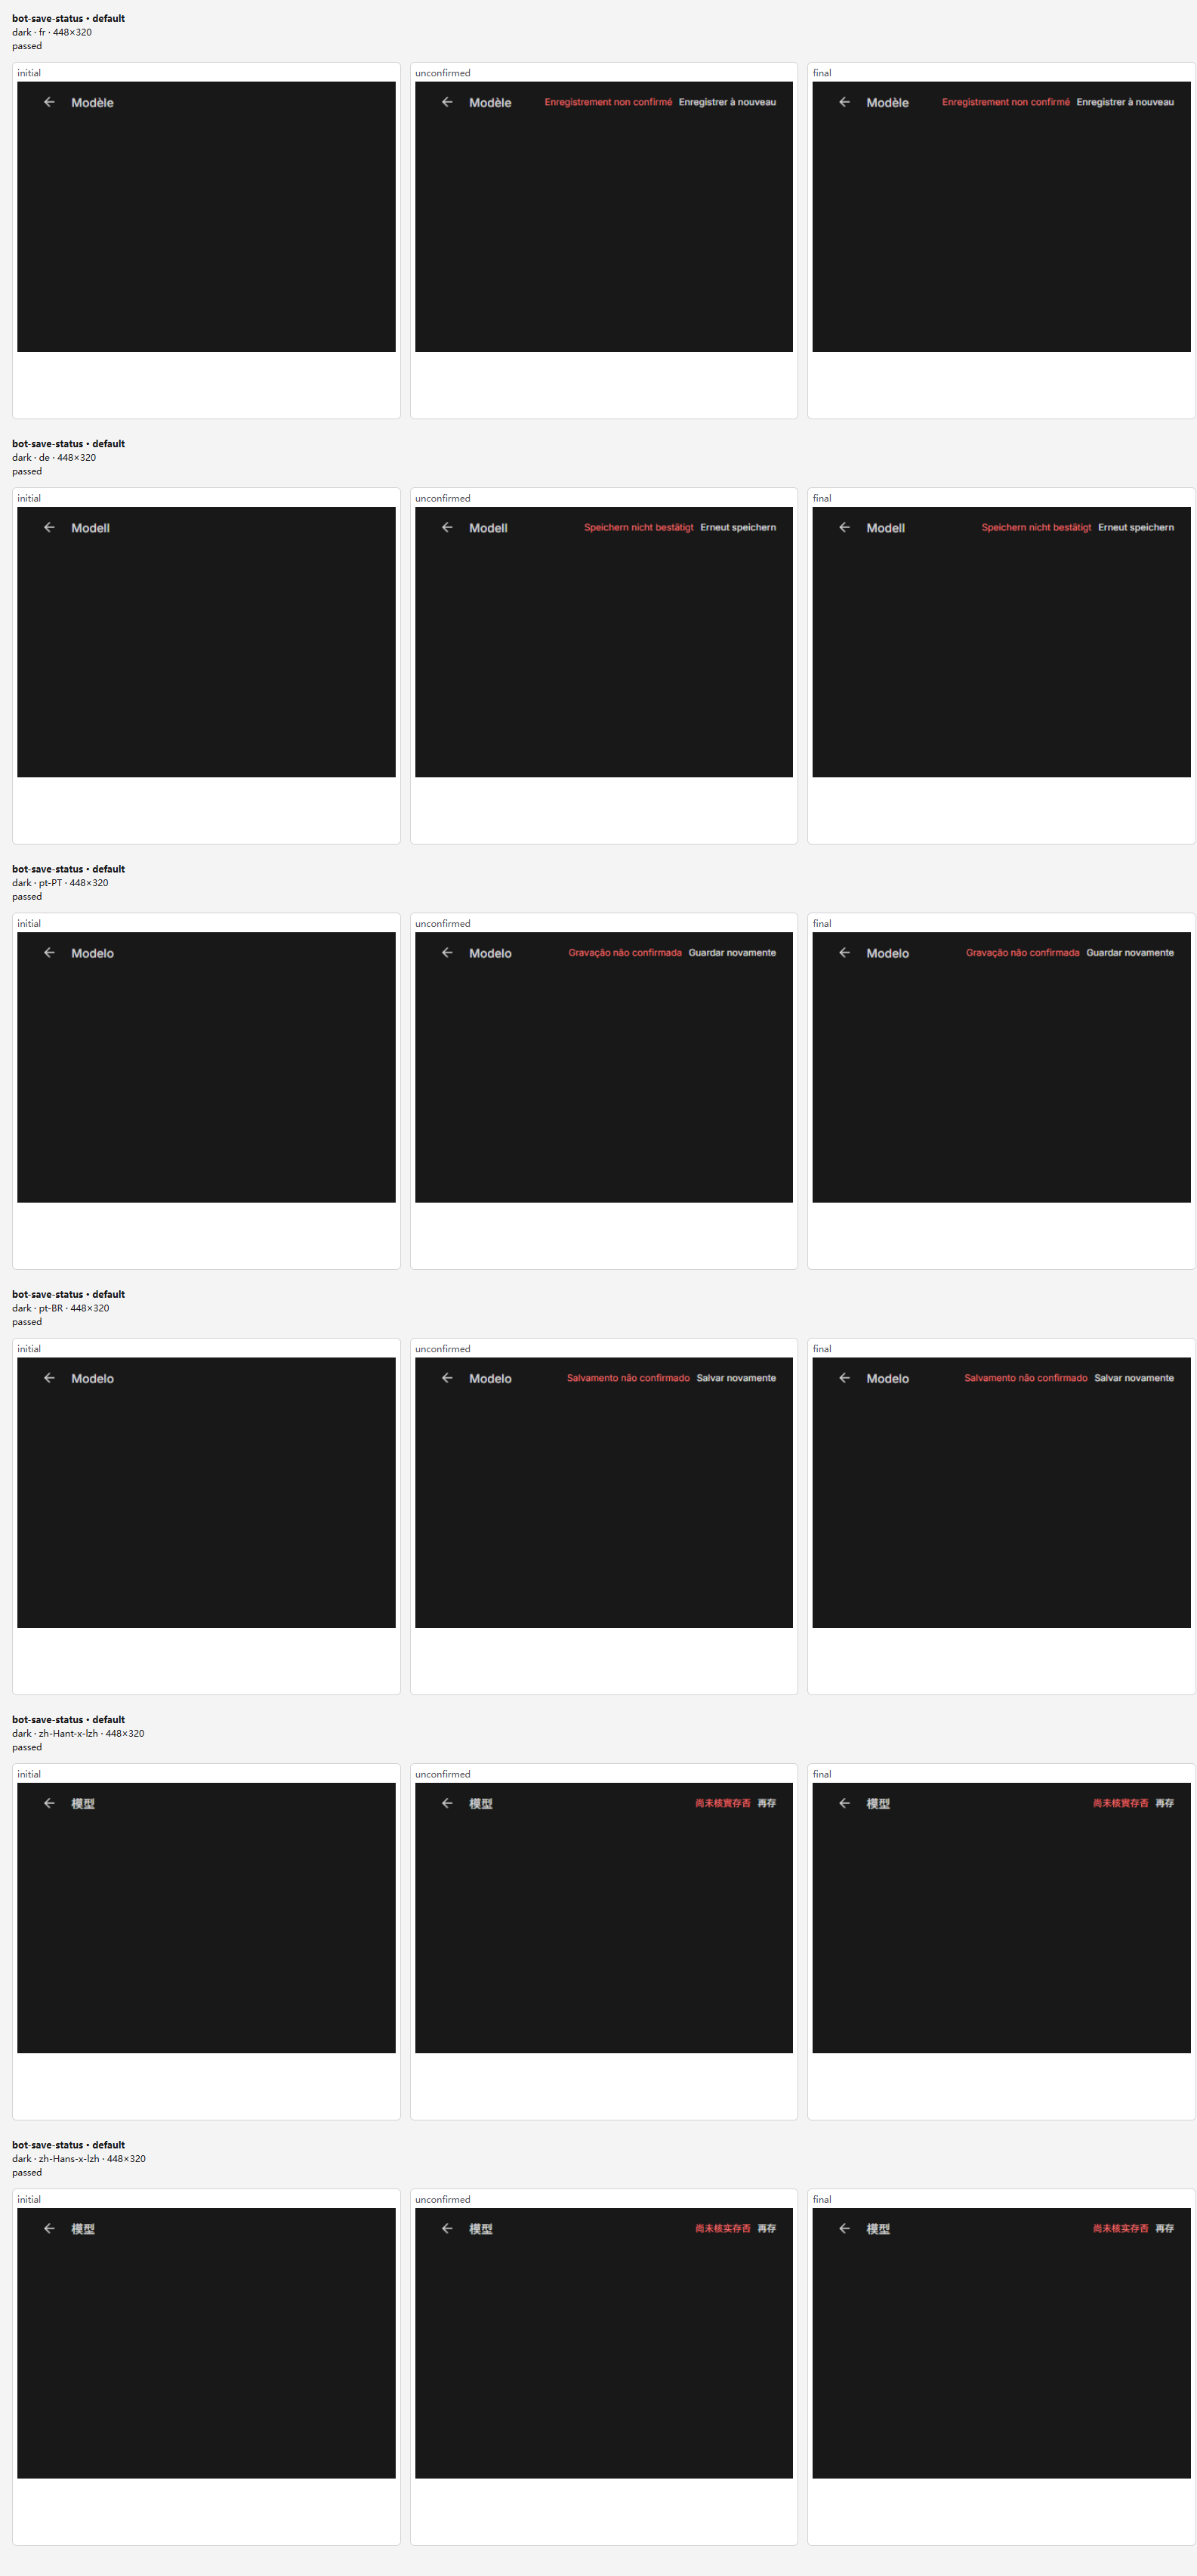 bot-save-status • default
dark · fr · 448×320
passed
initial
Modèle
unconfirmed
Modèle Enregistrement non confirmé Enregistrer à nouveau
final
Modèle Enregistrement non confirmé Enregistrer à nouveau
bot-save-status • default
dark · de · 448×320
passed
initial
Modell
unconfirmed
Modell Speichern nicht bestätigt Erneut speichern
final
Modell Speichern nicht bestätigt Erneut speichern
bot-save-status • default
dark · pt-PT · 448×320
passed
initial
Modelo
unconfirmed
Modelo Gravação não confirmada Guardar novamente
final
Modelo Gravação não confirmada Guardar novamente
bot-save-status • default
dark · pt-BR · 448×320
passed
initial
Modelo
unconfirmed
Modelo Salvamento não confirmado Salvar novamente
final
Modelo Salvamento não confirmado Salvar novamente
bot-save-status • default
dark · zh-Hant-x-lzh · 448×320
passed
initial
模型
unconfirmed
模型 尚未核實存否 再存
final
模型 尚未核實存否 再存
bot-save-status • default
dark · zh-Hans-x-lzh · 448×320
passed
initial
模型
unconfirmed
模型 尚未核实存否 再存
final
模型 尚未核实存否 再存